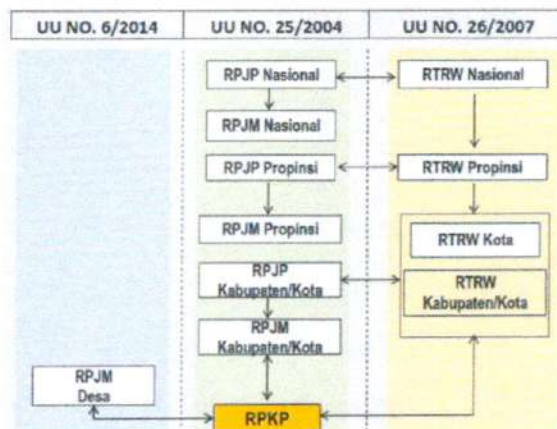 UU NO. 6/2014
UU NO. 25/2004
UU NO. 26/2007
RPJP Nasional
RTRW Nasional
RPJM Nasional
RPJP Propinsi
RTRW Propinsi
RPJM Propinsi
RTRW Kota
RPJP
Kabupaten/Kota
RTRW
Kabupaten/Kota
RPJM
Kabupaten/Kota
RPJM
Desa
RPKP